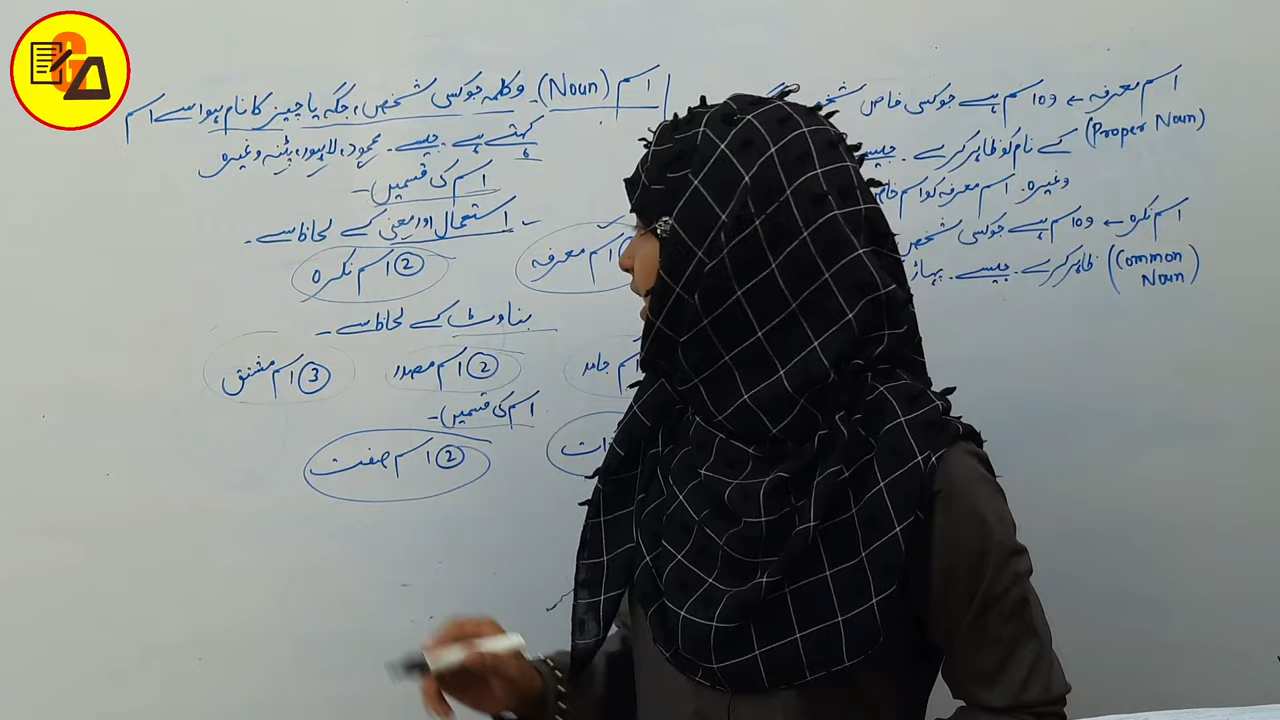 اسم معرفہ ← وہ اسم ہے جو کسی خاص
(Proper Noun) کے نام کو ظاہر کرے۔ جیسے
وغیرہ۔ اسم معرفہ کو اسم خاص
اسم نکرہ ← وہ اسم ہے جو کسی شخص
(Common Noun) ظاہر کرے۔ جیسے۔ پہاڑ
اسم (Noun)۔ وہ کلمہ جو کسی شخص، جگہ یا چیز کا نام ہو اسے اسم
کہتے ہے۔ جیسے۔ محمود، لاہور، پٹنہ وغیرہ
اسم کی قسمیں۔
استعمال اور معنی کے لحاظ سے۔
اسم معرفہ ② اسم نکرہ
بناوٹ کے لحاظ سے۔
اسم جامد ② اسم مصدر ③ اسم مشتق
اسم کی قسمیں۔
② اسم صفت